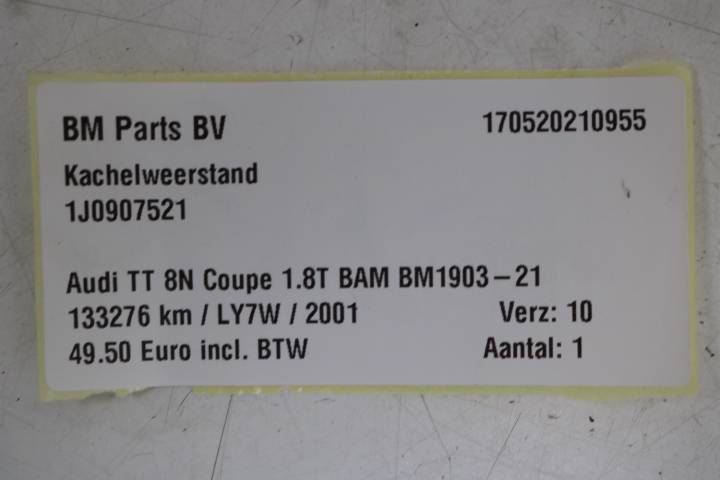 BM Parts BV 170520210955
Kachelweerstand
1J0907521
Audi TT 8N Coupe 1.8T BAM BM1903-21
133276 km / LY7W / 2001 Verz: 10
49.50 Euro incl. BTW Aantal: 1